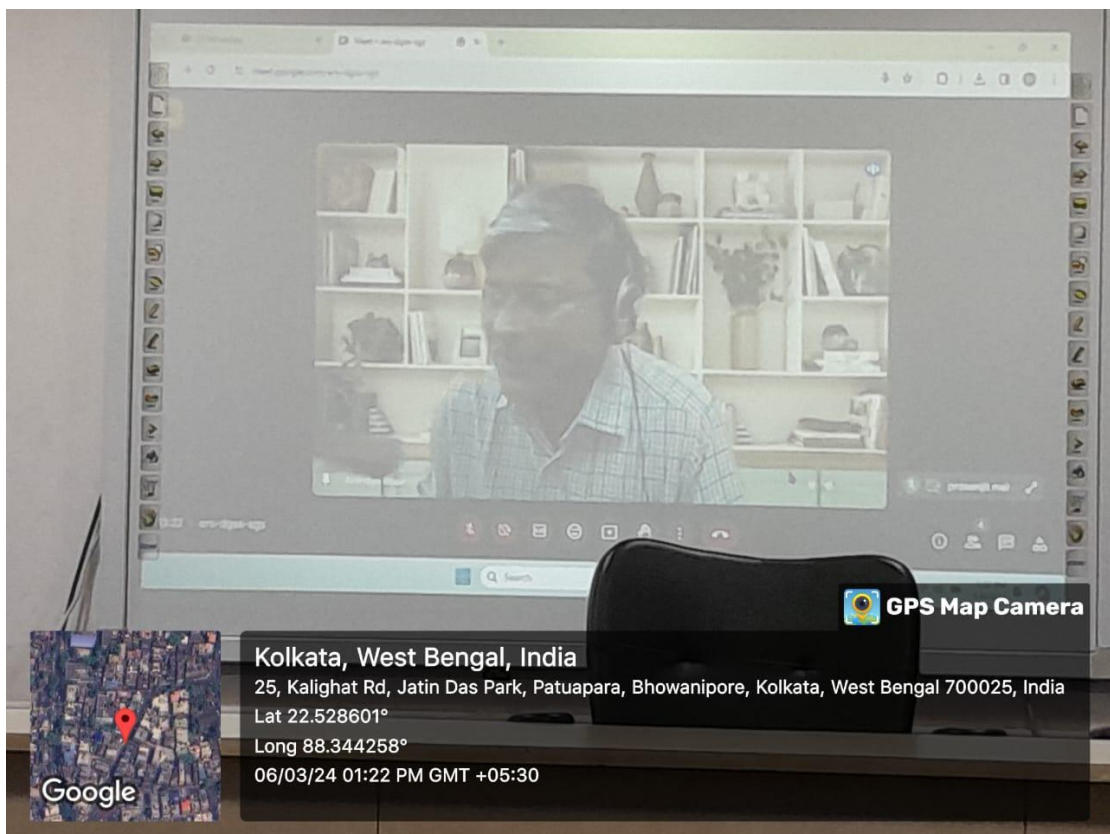 Search
GPS Map Camera
Kolkata, West Bengal, India
25, Kalighat Rd, Jatin Das Park, Patuapara, Bhowanipore, Kolkata, West Bengal 700025, India
Lat 22.528601°
Long 88.344258°
06/03/24 01:22 PM GMT +05:30
Google